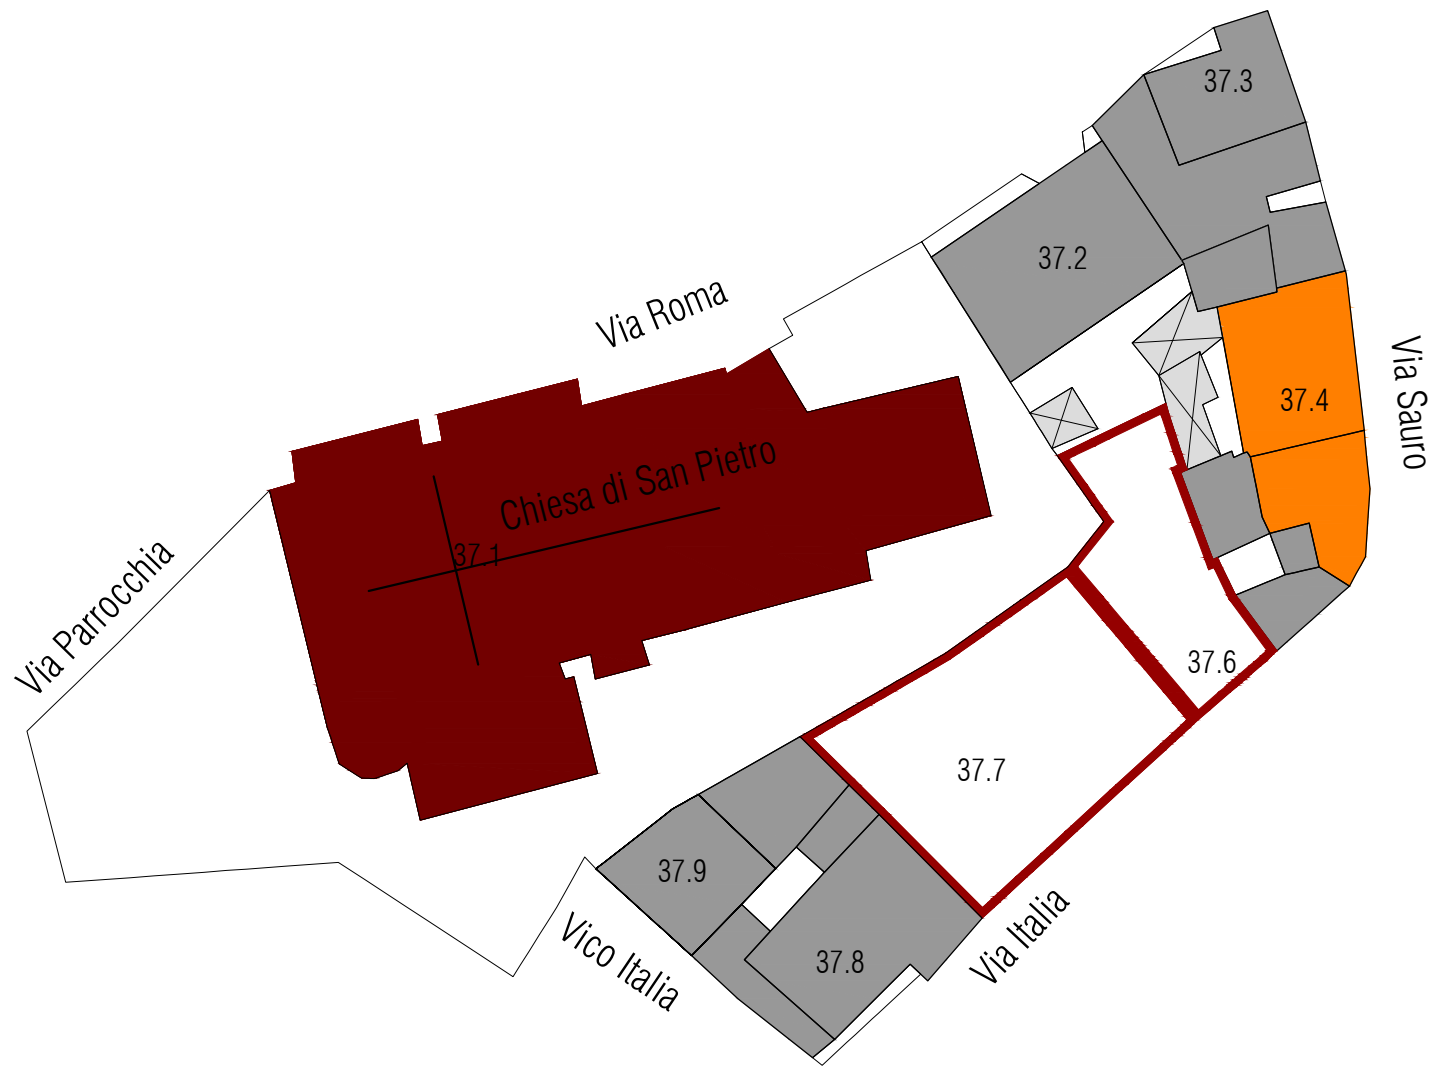 37.3
37.2
Via Roma
Via Sauro
37.4
Chiesa di San Pietro
37.1
Via Parrocchia
37.6
37.7
37.9
37.8
Vico Italia
Via Italia